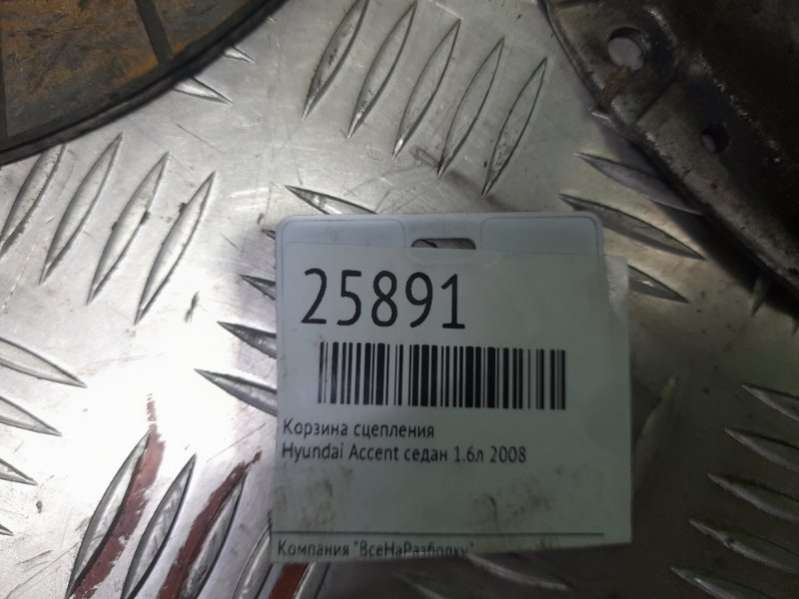 25891
Корзина сцепления
Hyundai Accent седан 1.6л 2008
Компания "ВсеНаРазборку"